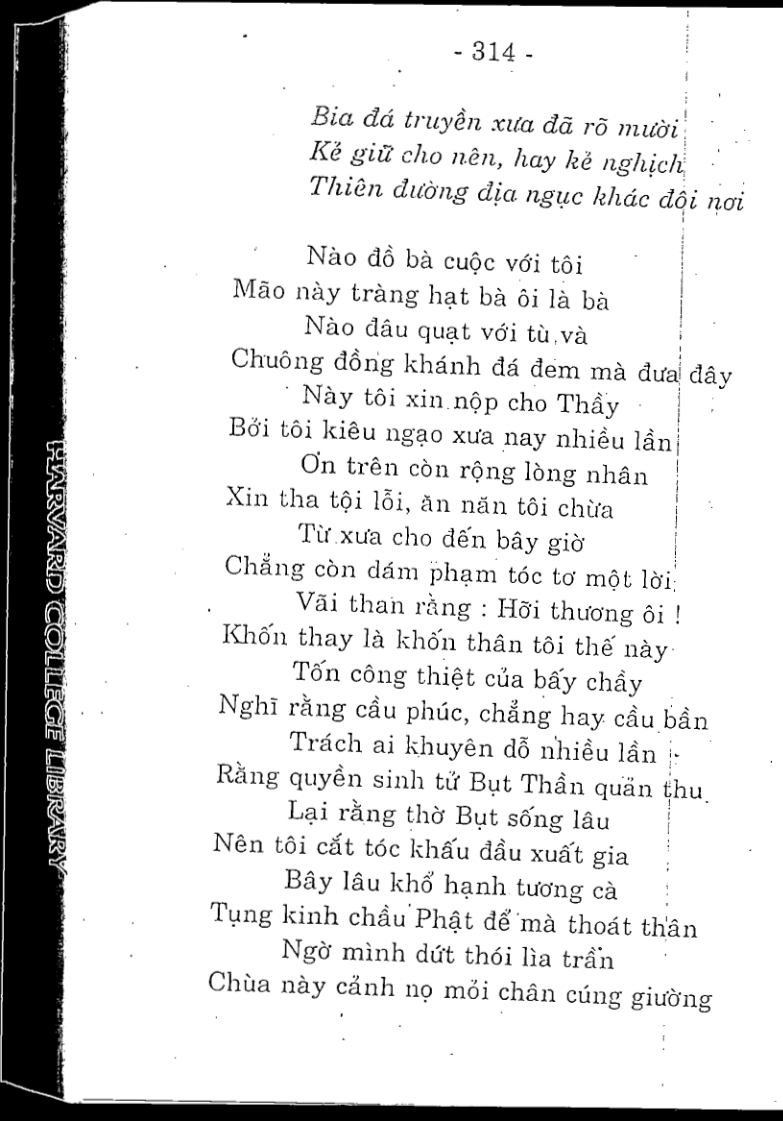 - 314 -
Bia đá truyền xưa đã rõ mười
Kẻ giữ cho nên, hay kẻ nghịch
Thiên đường địa ngục khác đôi nơi
Nào đồ bà cuộc với tôi
Mão này tràng hạt bà ôi là bà
Nào đâu quạt với tù và
Chuông đồng khánh đá đem mà đưa đây
Này tôi xin nộp cho Thầy
Bởi tôi kiêu ngạo xưa nay nhiều lần
Ơn trên còn rộng lòng nhân
Xin tha tội lỗi, ăn năn tôi chừa
Từ xưa cho đến bây giờ
Chẳng còn dám phạm tóc tơ một lời
Vãi than rằng : Hỡi thương ôi !
Khốn thay là khốn thân tôi thế này
Tốn công thiệt của bấy chầy
Nghĩ rằng cầu phúc, chẳng hay cầu bần
Trách ai khuyên dỗ nhiều lần
Rằng quyền sinh tử Bụt Thần quản thu
Lại rằng thờ Bụt sống lâu
Nên tôi cắt tóc khấu đầu xuất gia
Bây lâu khổ hạnh tương cà
Tụng kinh chầu Phật để mà thoát thân
Ngờ mình dứt thói lìa trần
Chùa này cảnh nọ mỏi chân cúng giường
HARVARD COLLEGE LIBRARY